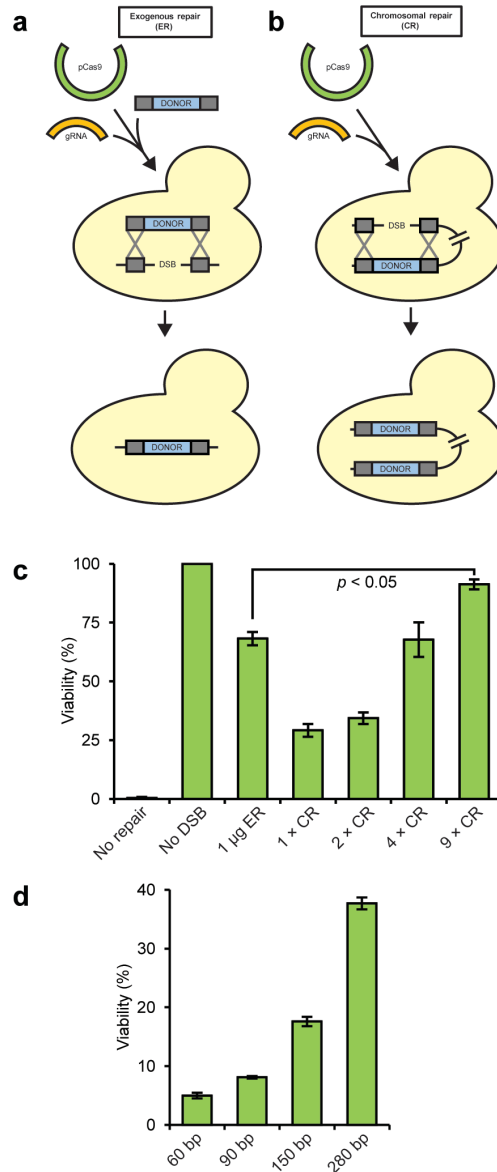 a
Exogenous repair
(ER)
pCas9
DONOR
gRNA
DONOR
DSB
DONOR
b
Chromosomal repair
(CR)
pCas9
gRNA
DSB
DONOR
DONOR
DONOR
c
Viability (%)
100
75
50
25
0
p < 0.05
No repair
No DSB
1 µg ER
1 × CR
2 × CR
4 × CR
9 × CR
d
Viability (%)
40
30
20
10
0
60 bp
90 bp
150 bp
280 bp